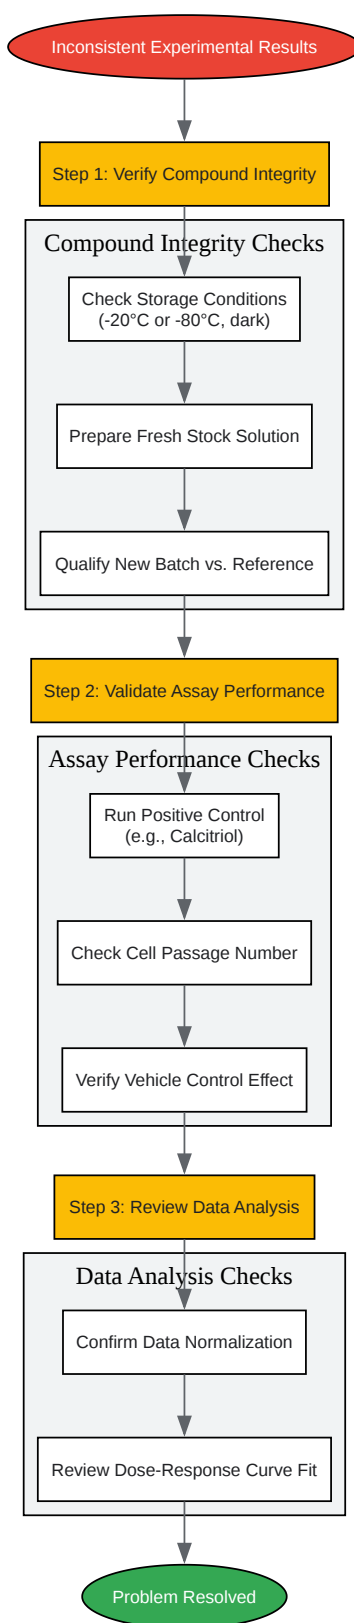 Inconsistent Experimental Results
Step 1: Verify Compound Integrity
Compound Integrity Checks
Check Storage Conditions
(-20°C or -80°C, dark)
Prepare Fresh Stock Solution
Qualify New Batch vs. Reference
Step 2: Validate Assay Performance
Assay Performance Checks
Run Positive Control
(e.g., Calcitriol)
Check Cell Passage Number
Verify Vehicle Control Effect
Step 3: Review Data Analysis
Data Analysis Checks
Confirm Data Normalization
Review Dose-Response Curve Fit
Problem Resolved